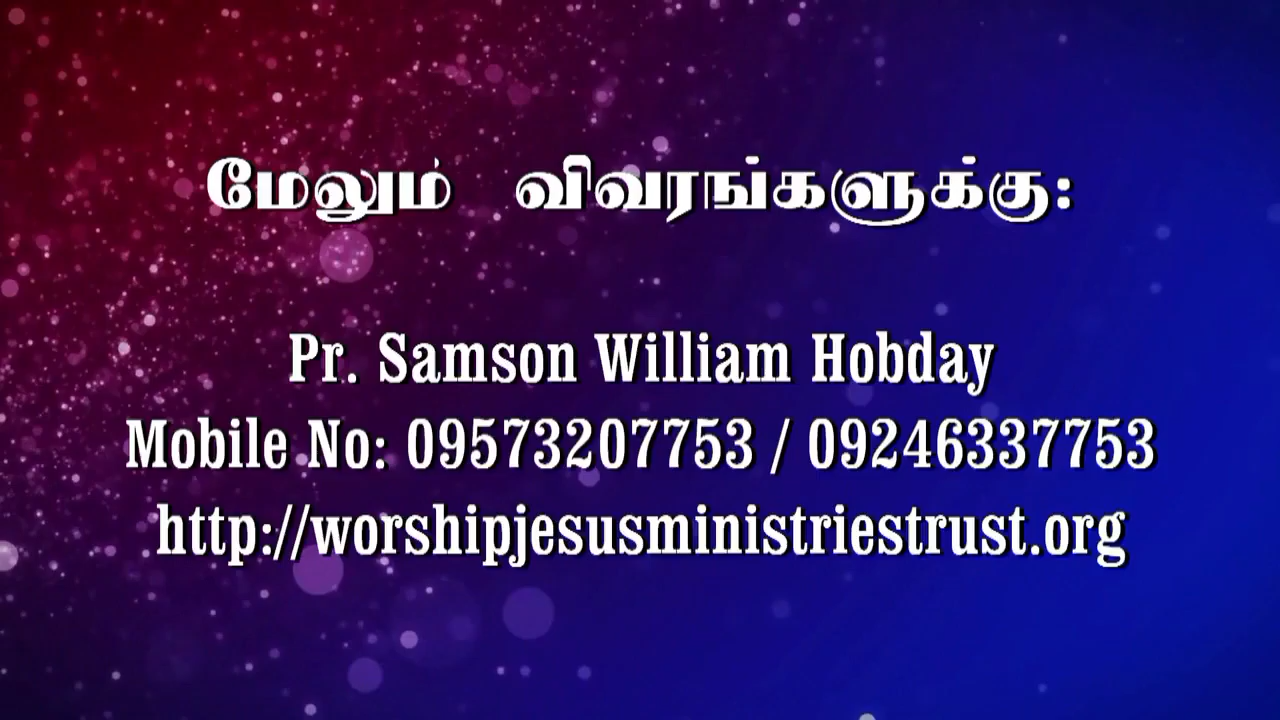 மேலும் விவரங்களுக்கு:
Pr. Samson William Hobday
Mobile No: 09573207753 / 09246337753
http://worshipjesusministriestrust.org